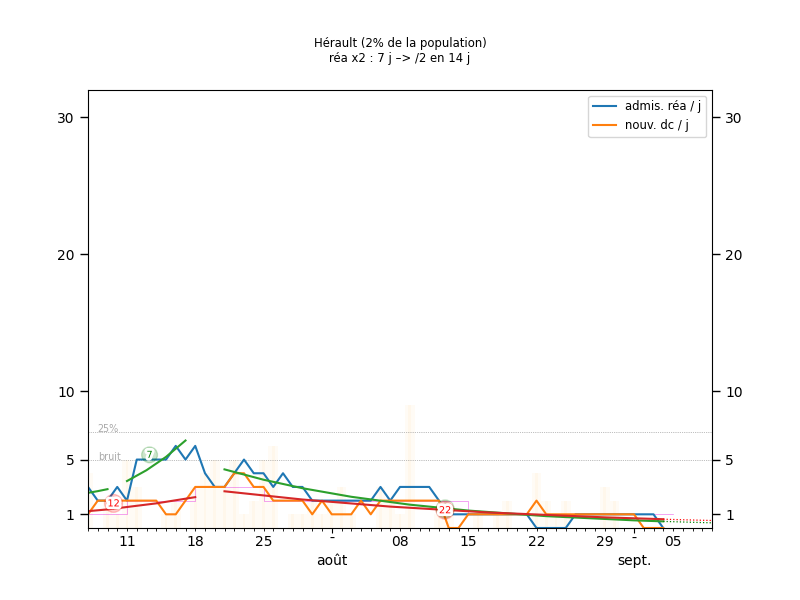 Hérault (2% de la population)
réa x2 : 7 j –> /2 en 14 j
admis. réa / j
nouv. dc / j
30 30
20 20
10 10
25%
7
bruit
5 5
12
22
1 1
11 18 25 - 08 15 22 29 - 05
août sept.